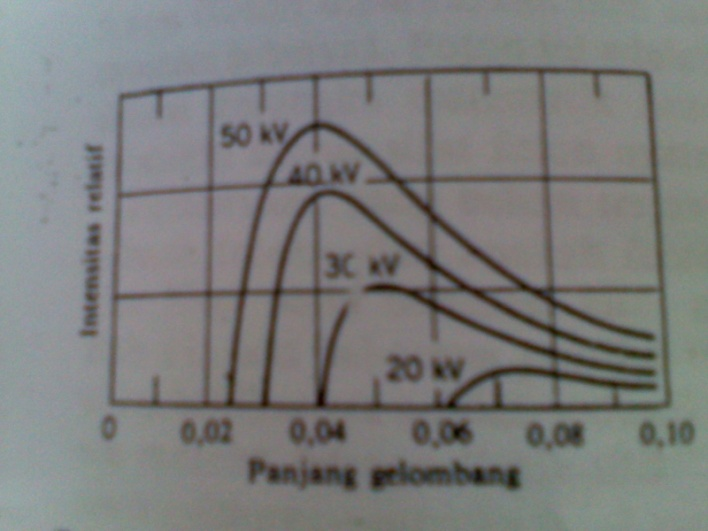 50 kV
40 kV
30 kV
20 kV
Intensitas relatif
0 0,02 0,04 0,06 0,08 0,10
Panjang gelombang